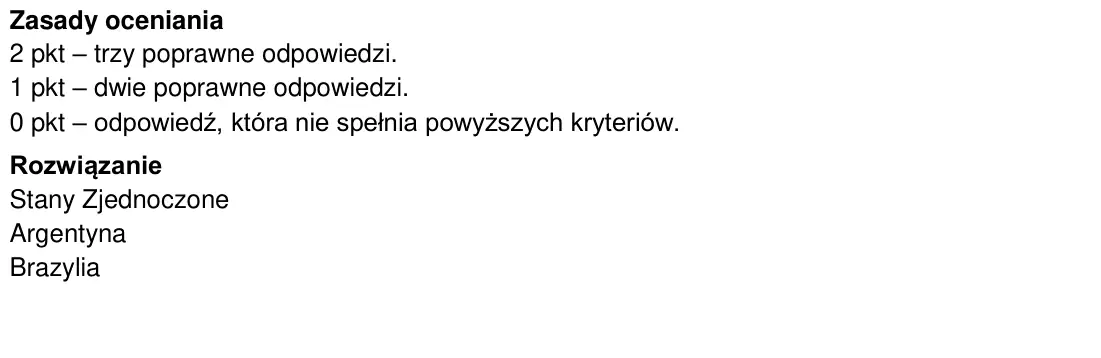 Zasady oceniania
2 pkt – trzy poprawne odpowiedzi.
1 pkt – dwie poprawne odpowiedzi.
0 pkt – odpowiedź, która nie spełnia powyższych kryteriów.
Rozwiązanie
Stany Zjednoczone
Argentyna
Brazylia